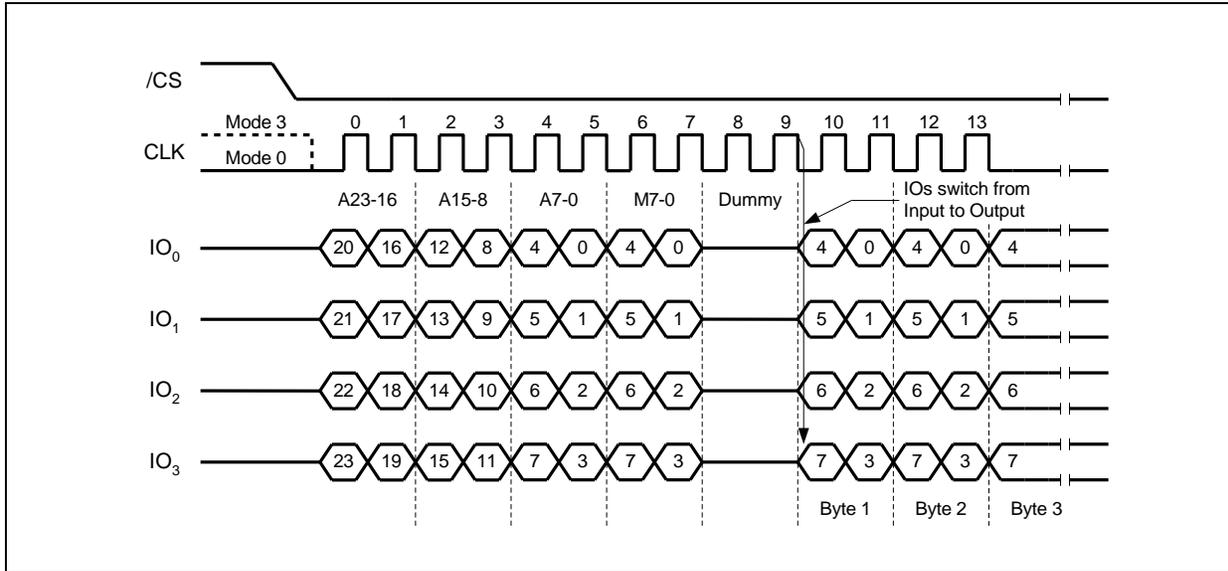 /CS
Mode 3 0 1 2 3 4 5 6 7 8 9 10 11 12 13
CLK
Mode 0
IOs switch from
Input to Output
A23-16 A15-8 A7-0 M7-0 Dummy
IO0 20 16 12 8 4 0 4 0 4 0 4 0 4
IO1 21 17 13 9 5 1 5 1 5 1 5 1 5
IO2 22 18 14 10 6 2 6 2 6 2 6 2 6
IO3 23 19 15 11 7 3 7 3 7 3 7 3 7
Byte 1 Byte 2 Byte 3